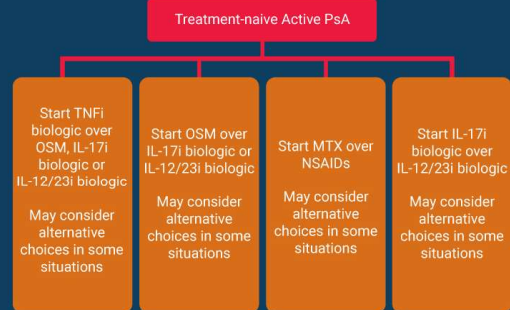 Treatment-naive Active PsA
Start TNFi
biologic over
OSM, IL-17i
biologic or
IL-12/23i biologic
May consider
alternative
choices in some
situations
Start OSM over
IL-17i biologic or
IL-12/23i biologic
May consider
alternative
choices in some
situations
Start MTX over
NSAIDs
May consider
alternative
choices in some
situations
Start IL-17i
biologic over
IL-12/23i biologic
May consider
alternative
choices in some
situations